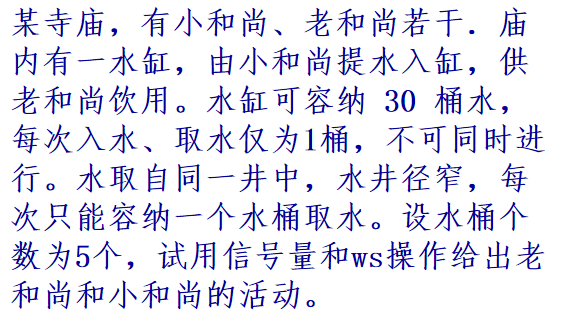 某寺庙，有小和尚、老和尚若干．庙
内有一水缸，由小和尚提水入缸，供
老和尚饮用。水缸可容纳 30 桶水，
每次入水、取水仅为1桶，不可同时进
行。水取自同一井中，水井径窄，每
次只能容纳一个水桶取水。设水桶个
数为5个，试用信号量和ws操作给出老
和尚和小和尚的活动。